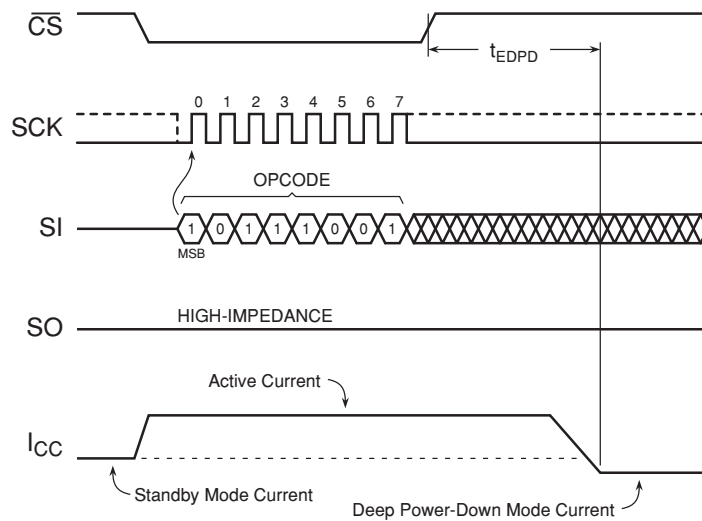 CS
tEDPD
0 1 2 3 4 5 6 7
SCK
OPCODE
SI
1 0 1 1 1 0 0 1
MSB
HIGH-IMPEDANCE
SO
Active Current
ICC
Standby Mode Current
Deep Power-Down Mode Current